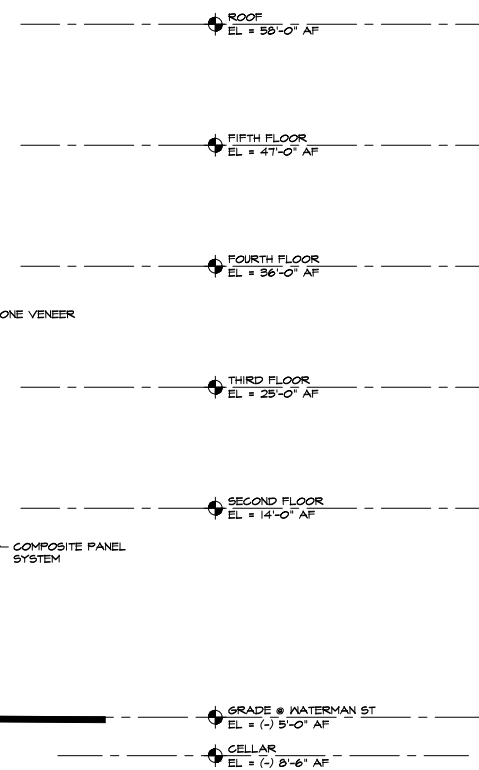 ROOF
EL = 58'-0" AF
FIFTH FLOOR
EL = 47'-0" AF
FOURTH FLOOR
EL = 36'-0" AF
ONE VENEER
THIRD FLOOR
EL = 25'-0" AF
SECOND FLOOR
EL = 14'-0" AF
COMPOSITE PANEL
SYSTEM
GRADE @ WATERMAN ST
EL = (-) 5'-0" AF
CELLAR
EL = (-) 8'-6" AF